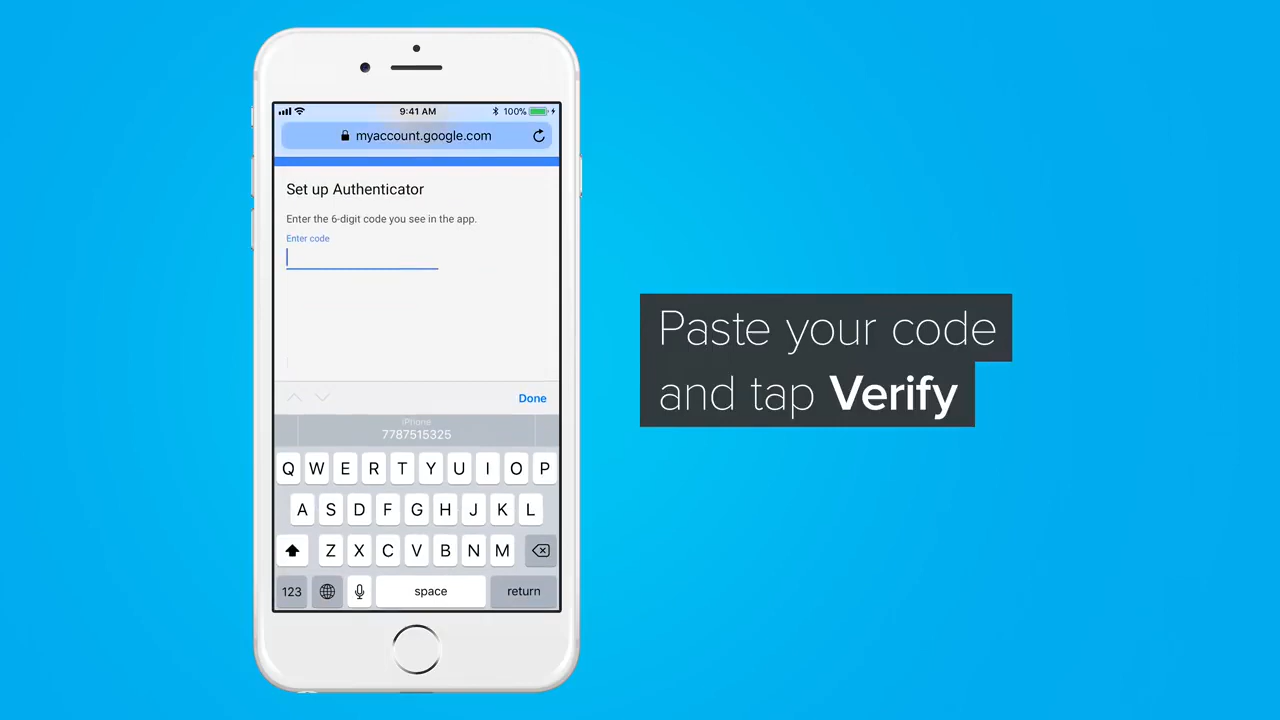 9:41 AM
100%
myaccount.google.com
Set up Authenticator
Enter the 6-digit code you see in the app.
Enter code
Paste your code
and tap Verify
Done
iPhone
7787515325
Q W E R T Y U I O P
A S D F G H J K L
Z X C V B N M
123 space return